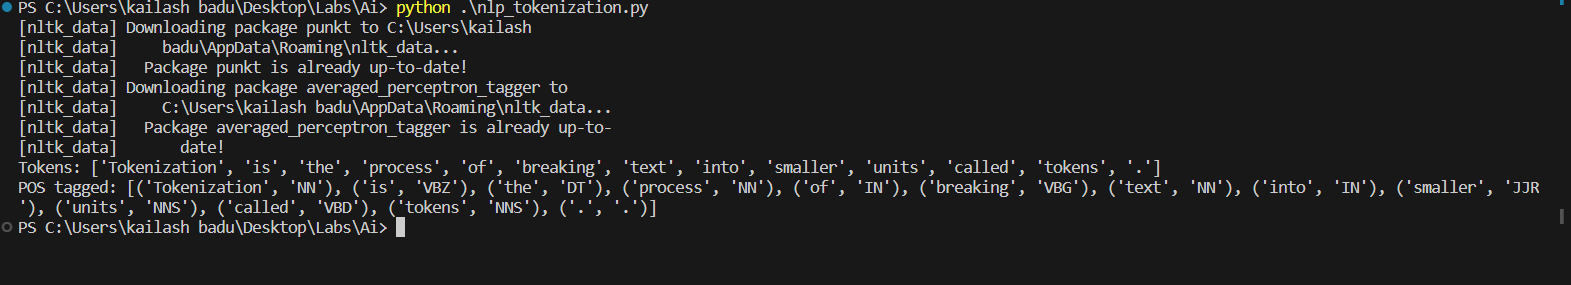 PS C:\Users\kailash badu\Desktop\Labs\Ai> python .\nlp_tokenization.py
[nltk_data] Downloading package punkt to C:\Users\kailash
[nltk_data]     badu\AppData\Roaming\nltk_data...
[nltk_data]   Package punkt is already up-to-date!
[nltk_data] Downloading package averaged_perceptron_tagger to
[nltk_data]     C:\Users\kailash badu\AppData\Roaming\nltk_data...
[nltk_data]   Package averaged_perceptron_tagger is already up-to-
[nltk_data]       date!
Tokens: ['Tokenization', 'is', 'the', 'process', 'of', 'breaking', 'text', 'into', 'smaller', 'units', 'called', 'tokens', '.']
POS tagged: [('Tokenization', 'NN'), ('is', 'VBZ'), ('the', 'DT'), ('process', 'NN'), ('of', 'IN'), ('breaking', 'VBG'), ('text', 'NN'), ('into', 'IN'), ('smaller', 'JJR
'), ('units', 'NNS'), ('called', 'VBD'), ('tokens', 'NNS'), ('.', '.')]
PS C:\Users\kailash badu\Desktop\Labs\Ai>